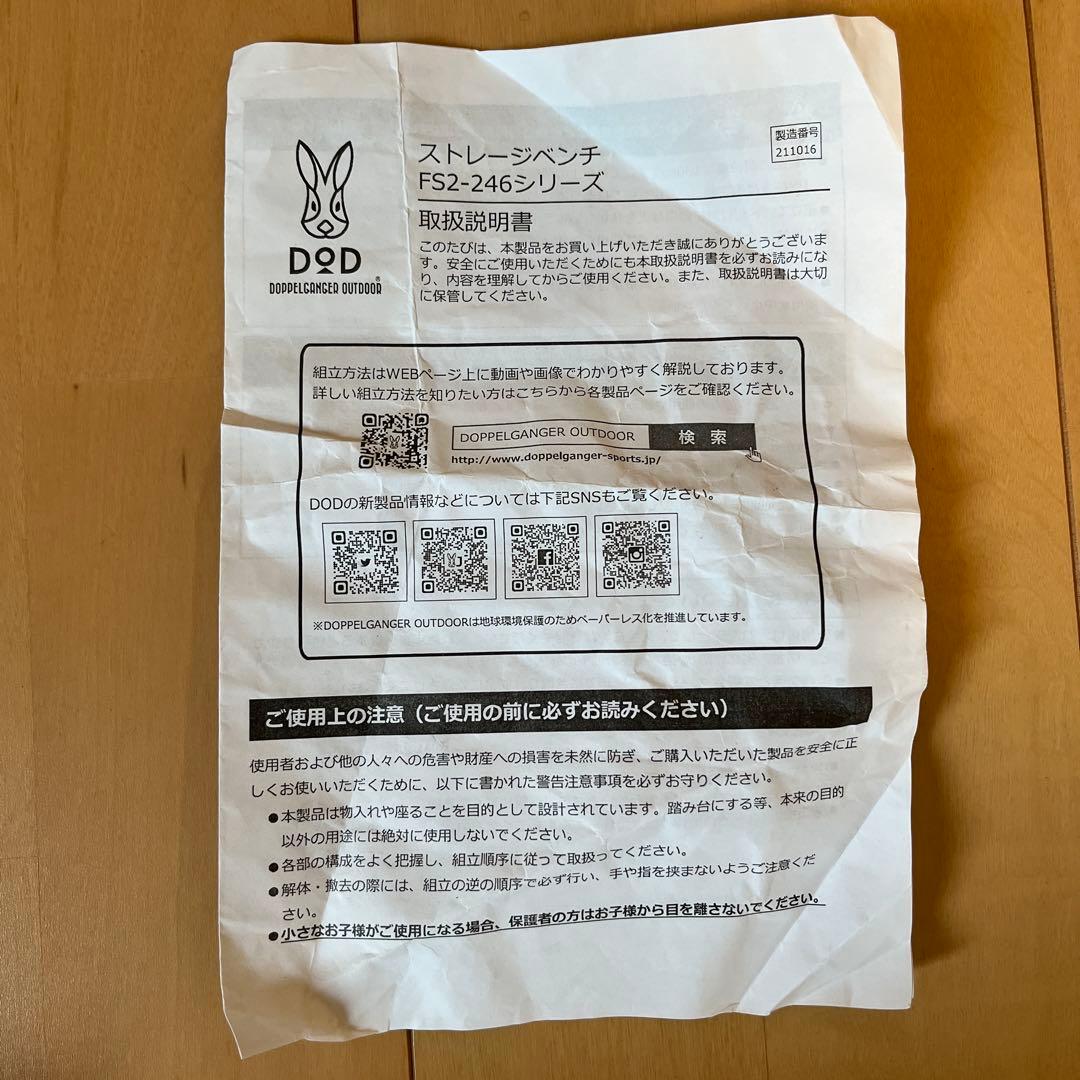 製造番号
211016
ストレージベンチ
FS2-246シリーズ
取扱説明書
DOD
DOPPELGANGER OUTDOOR®
このたびは、本製品をお買い上げいただき誠にありがとうございま
す。安全にご使用いただくためにも本取扱説明書を必ずお読みにな
り、内容を理解してからご使用ください。また、取扱説明書は大切
に保管してください。
組立方法はWEBページ上に動画や画像でわかりやすく解説しております。
詳しい組立方法を知りたい方はこちらから各製品ページをご確認ください。
DOPPELGANGER OUTDOOR 検索
http://www.doppelganger-sports.jp/
DODの新製品情報などについては下記SNSもご覧ください。
※DOPPELGANGER OUTDOORは地球環境保護のためペーパーレス化を推進しています。
ご使用上の注意（ご使用の前に必ずお読みください）
使用者および他の人々への危害や財産への損害を未然に防ぎ、ご購入いただいた製品を安全に正
しくお使いいただくために、以下に書かれた警告注意事項を必ずお守りください。
●本製品は物入れや座ることを目的として設計されています。踏み台にする等、本来の目的
以外の用途には絶対に使用しないでください。
●各部の構成をよく把握し、組立順序に従って取扱ってください。
●解体・撤去の際には、組立の逆の順序で必ず行い、手や指を挟まないようご注意くだ
さい。
●小さなお子様がご使用になる場合、保護者の方はお子様から目を離さないでください。